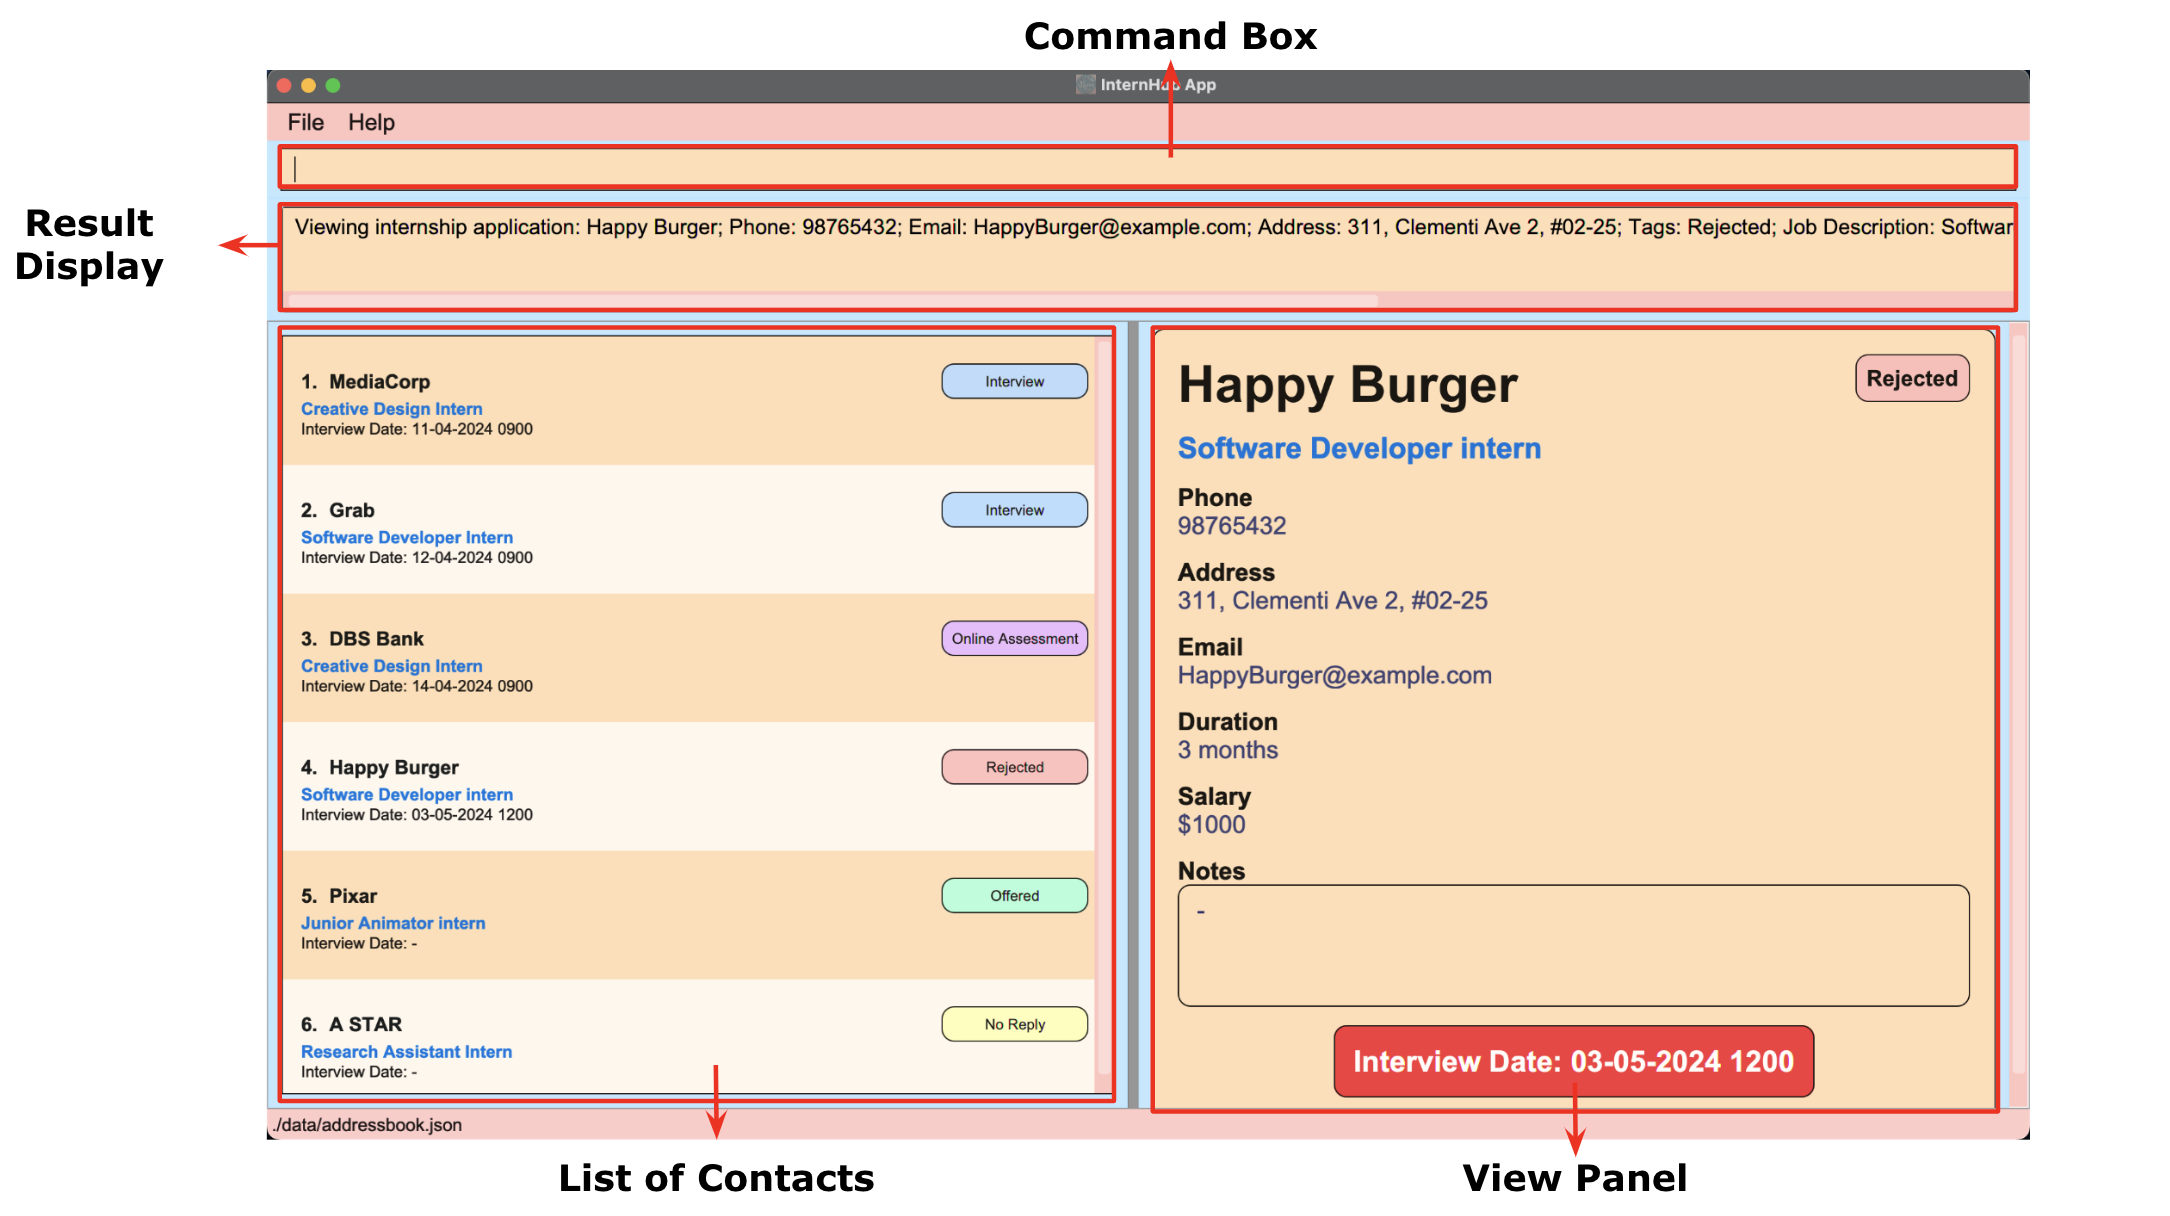 Command Box
InternHub App
File Help
Result
Display
Viewing internship application: Happy Burger; Phone: 98765432; Email: HappyBurger@example.com; Address: 311, Clementi Ave 2, #02-25; Tags: Rejected; Job Description: Softwar
1. MediaCorp
Interview
Creative Design Intern
Interview Date: 11-04-2024 0900
2. Grab
Interview
Software Developer Intern
Interview Date: 12-04-2024 0900
3. DBS Bank
Online Assessment
Creative Design Intern
Interview Date: 14-04-2024 0900
4. Happy Burger
Rejected
Software Developer intern
Interview Date: 03-05-2024 1200
5. Pixar
Offered
Junior Animator intern
Interview Date: -
6. A STAR
No Reply
Research Assistant Intern
Interview Date: -
Happy Burger
Rejected
Software Developer intern
Phone
98765432
Address
311, Clementi Ave 2, #02-25
Email
HappyBurger@example.com
Duration
3 months
Salary
$1000
Notes
-
Interview Date: 03-05-2024 1200
./data/addressbook.json
List of Contacts
View Panel